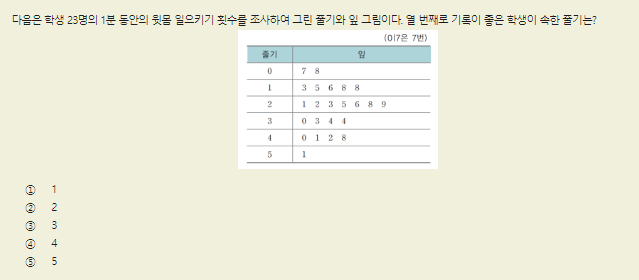 다음은 학생 23명의 1분 동안의 윗몸 일으키기 횟수를 조사하여 그린 줄기와 잎 그림이다. 열 번째로 기록이 좋은 학생이 속한 줄기는?
(0|7은 7번)
줄기 잎
0 7 8
1 3 5 6 8 8
2 1 2 3 5 6 8 9
3 0 3 4 4
4 0 1 2 8
5 1
① 1
② 2
③ 3
④ 4
⑤ 5